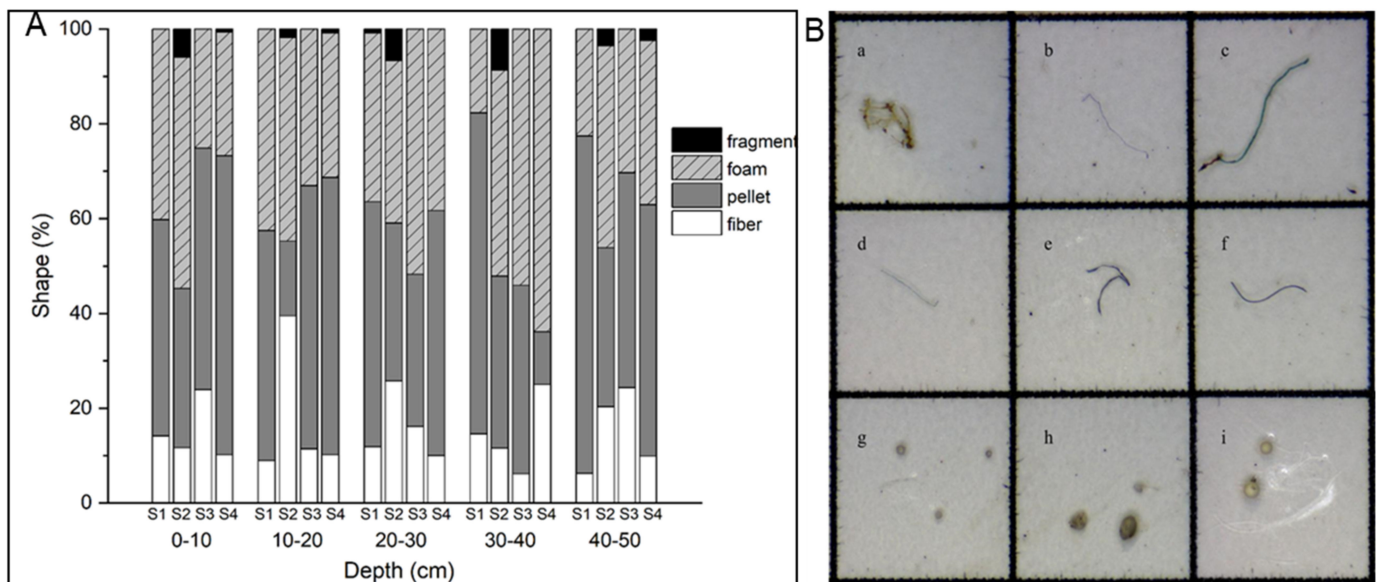 A
Shape (%)
100
80
60
40
20
0
fragment
foam
pellet
fiber
S1 S2 S3 S4 S1 S2 S3 S4 S1 S2 S3 S4 S1 S2 S3 S4 S1 S2 S3 S4
0-10 10-20 20-30 30-40 40-50
Depth (cm)
B
a b c
d e f
g h i